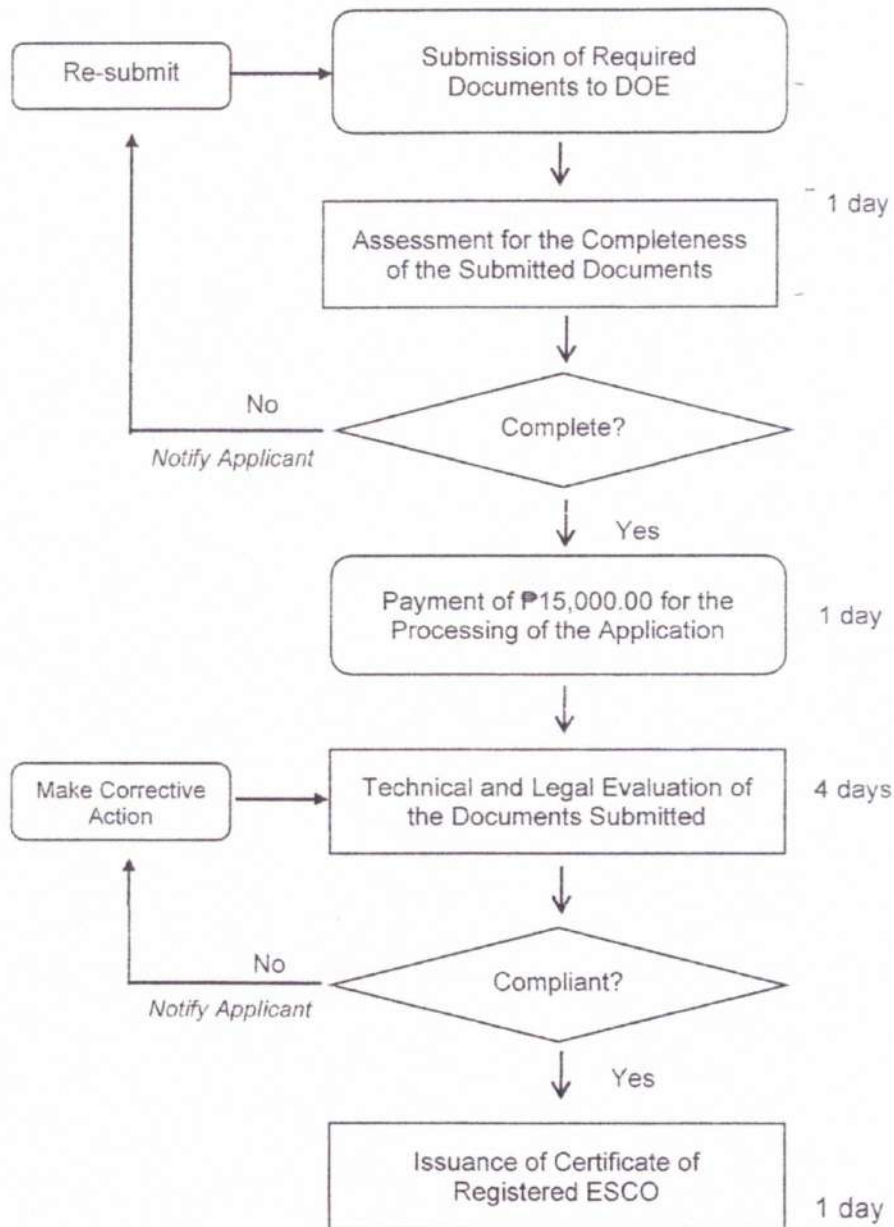 Submission of Required
Documents to DOE
Re-submit
1 day
Assessment for the Completeness
of the Submitted Documents
Complete?
No
Notify Applicant
Yes
Payment of ₱15,000.00 for the
Processing of the Application
1 day
Technical and Legal Evaluation of
the Documents Submitted
4 days
Make Corrective
Action
Compliant?
No
Notify Applicant
Yes
Issuance of Certificate of
Registered ESCO
1 day